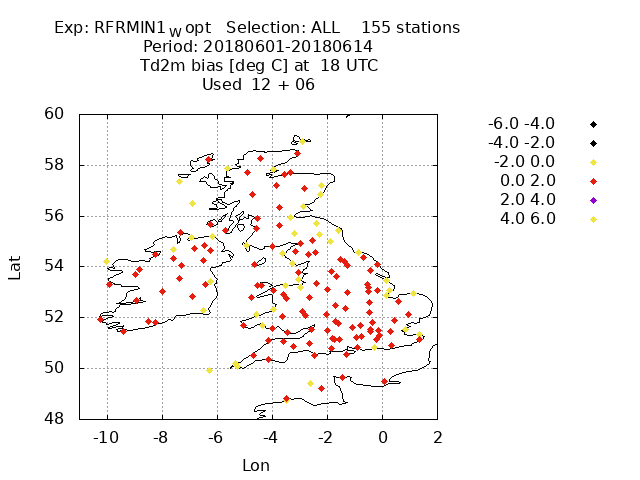 Exp: RFRMIN1_W opt Selection: ALL 155 stations
Period: 20180601-20180614
Td2m bias [deg C] at 18 UTC
Used 12 + 06
60
58
56
54
52
50
48
-10 -8 -6 -4 -2 0 2
Lat
Lon
-6.0 -4.0
-4.0 -2.0
-2.0 0.0
0.0 2.0
2.0 4.0
4.0 6.0